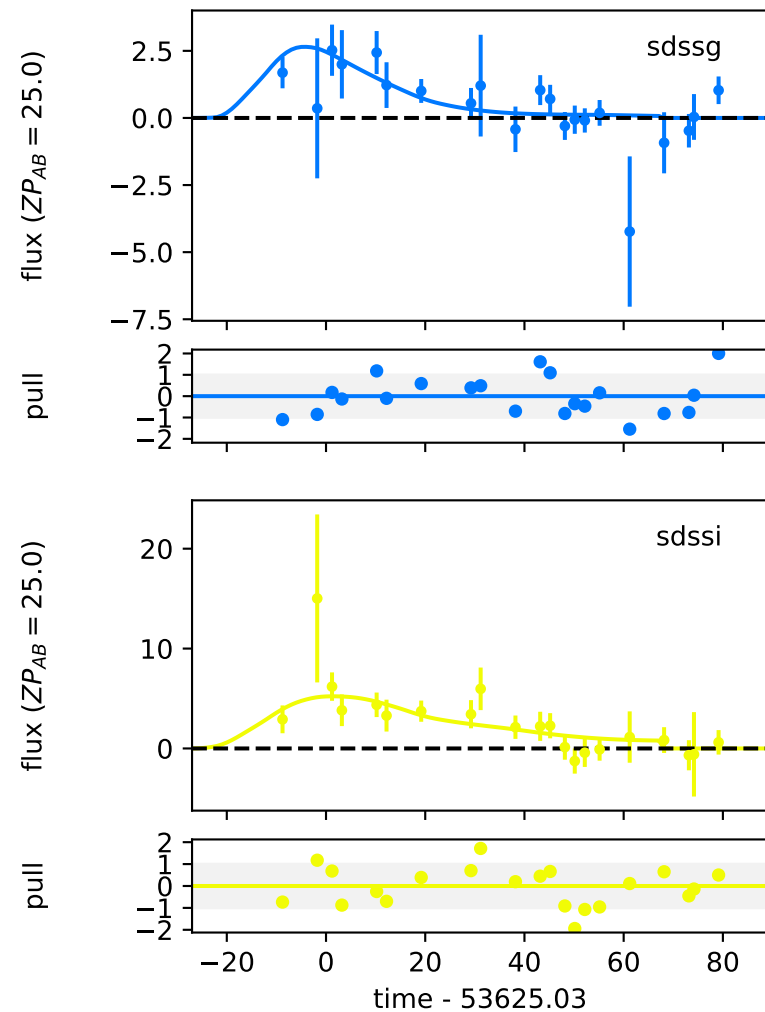 sdssg
flux (ZP_AB = 25.0)
2.5
0.0
−2.5
−5.0
−7.5
pull
2
1
0
−1
−2
sdssi
flux (ZP_AB = 25.0)
20
10
0
pull
2
1
0
−1
−2
−20 0 20 40 60 80
time - 53625.03